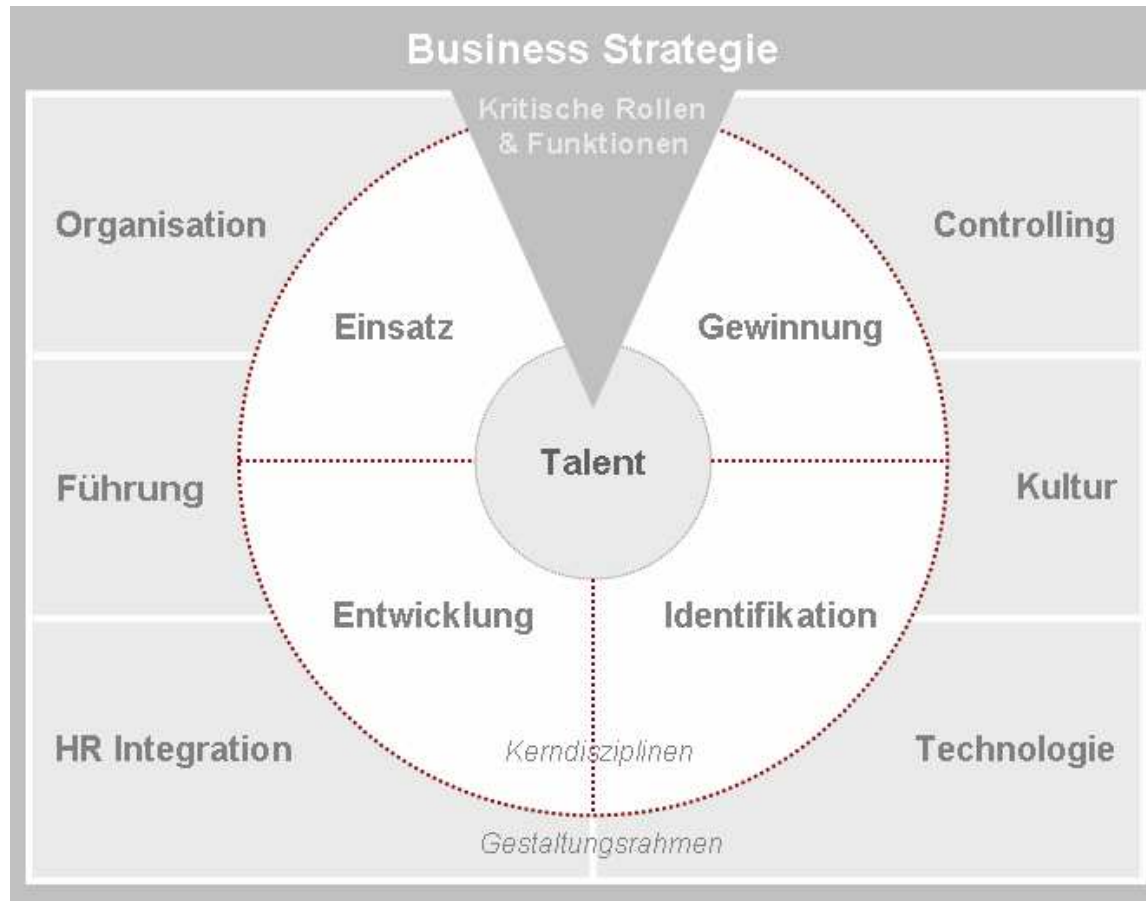 Business Strategie
Kritische Rollen
& Funktionen
Organisation
Controlling
Einsatz
Gewinnung
Talent
Führung
Kultur
Entwicklung
Identifikation
HR Integration
Kerndisziplinen
Technologie
Gestaltungsrahmen